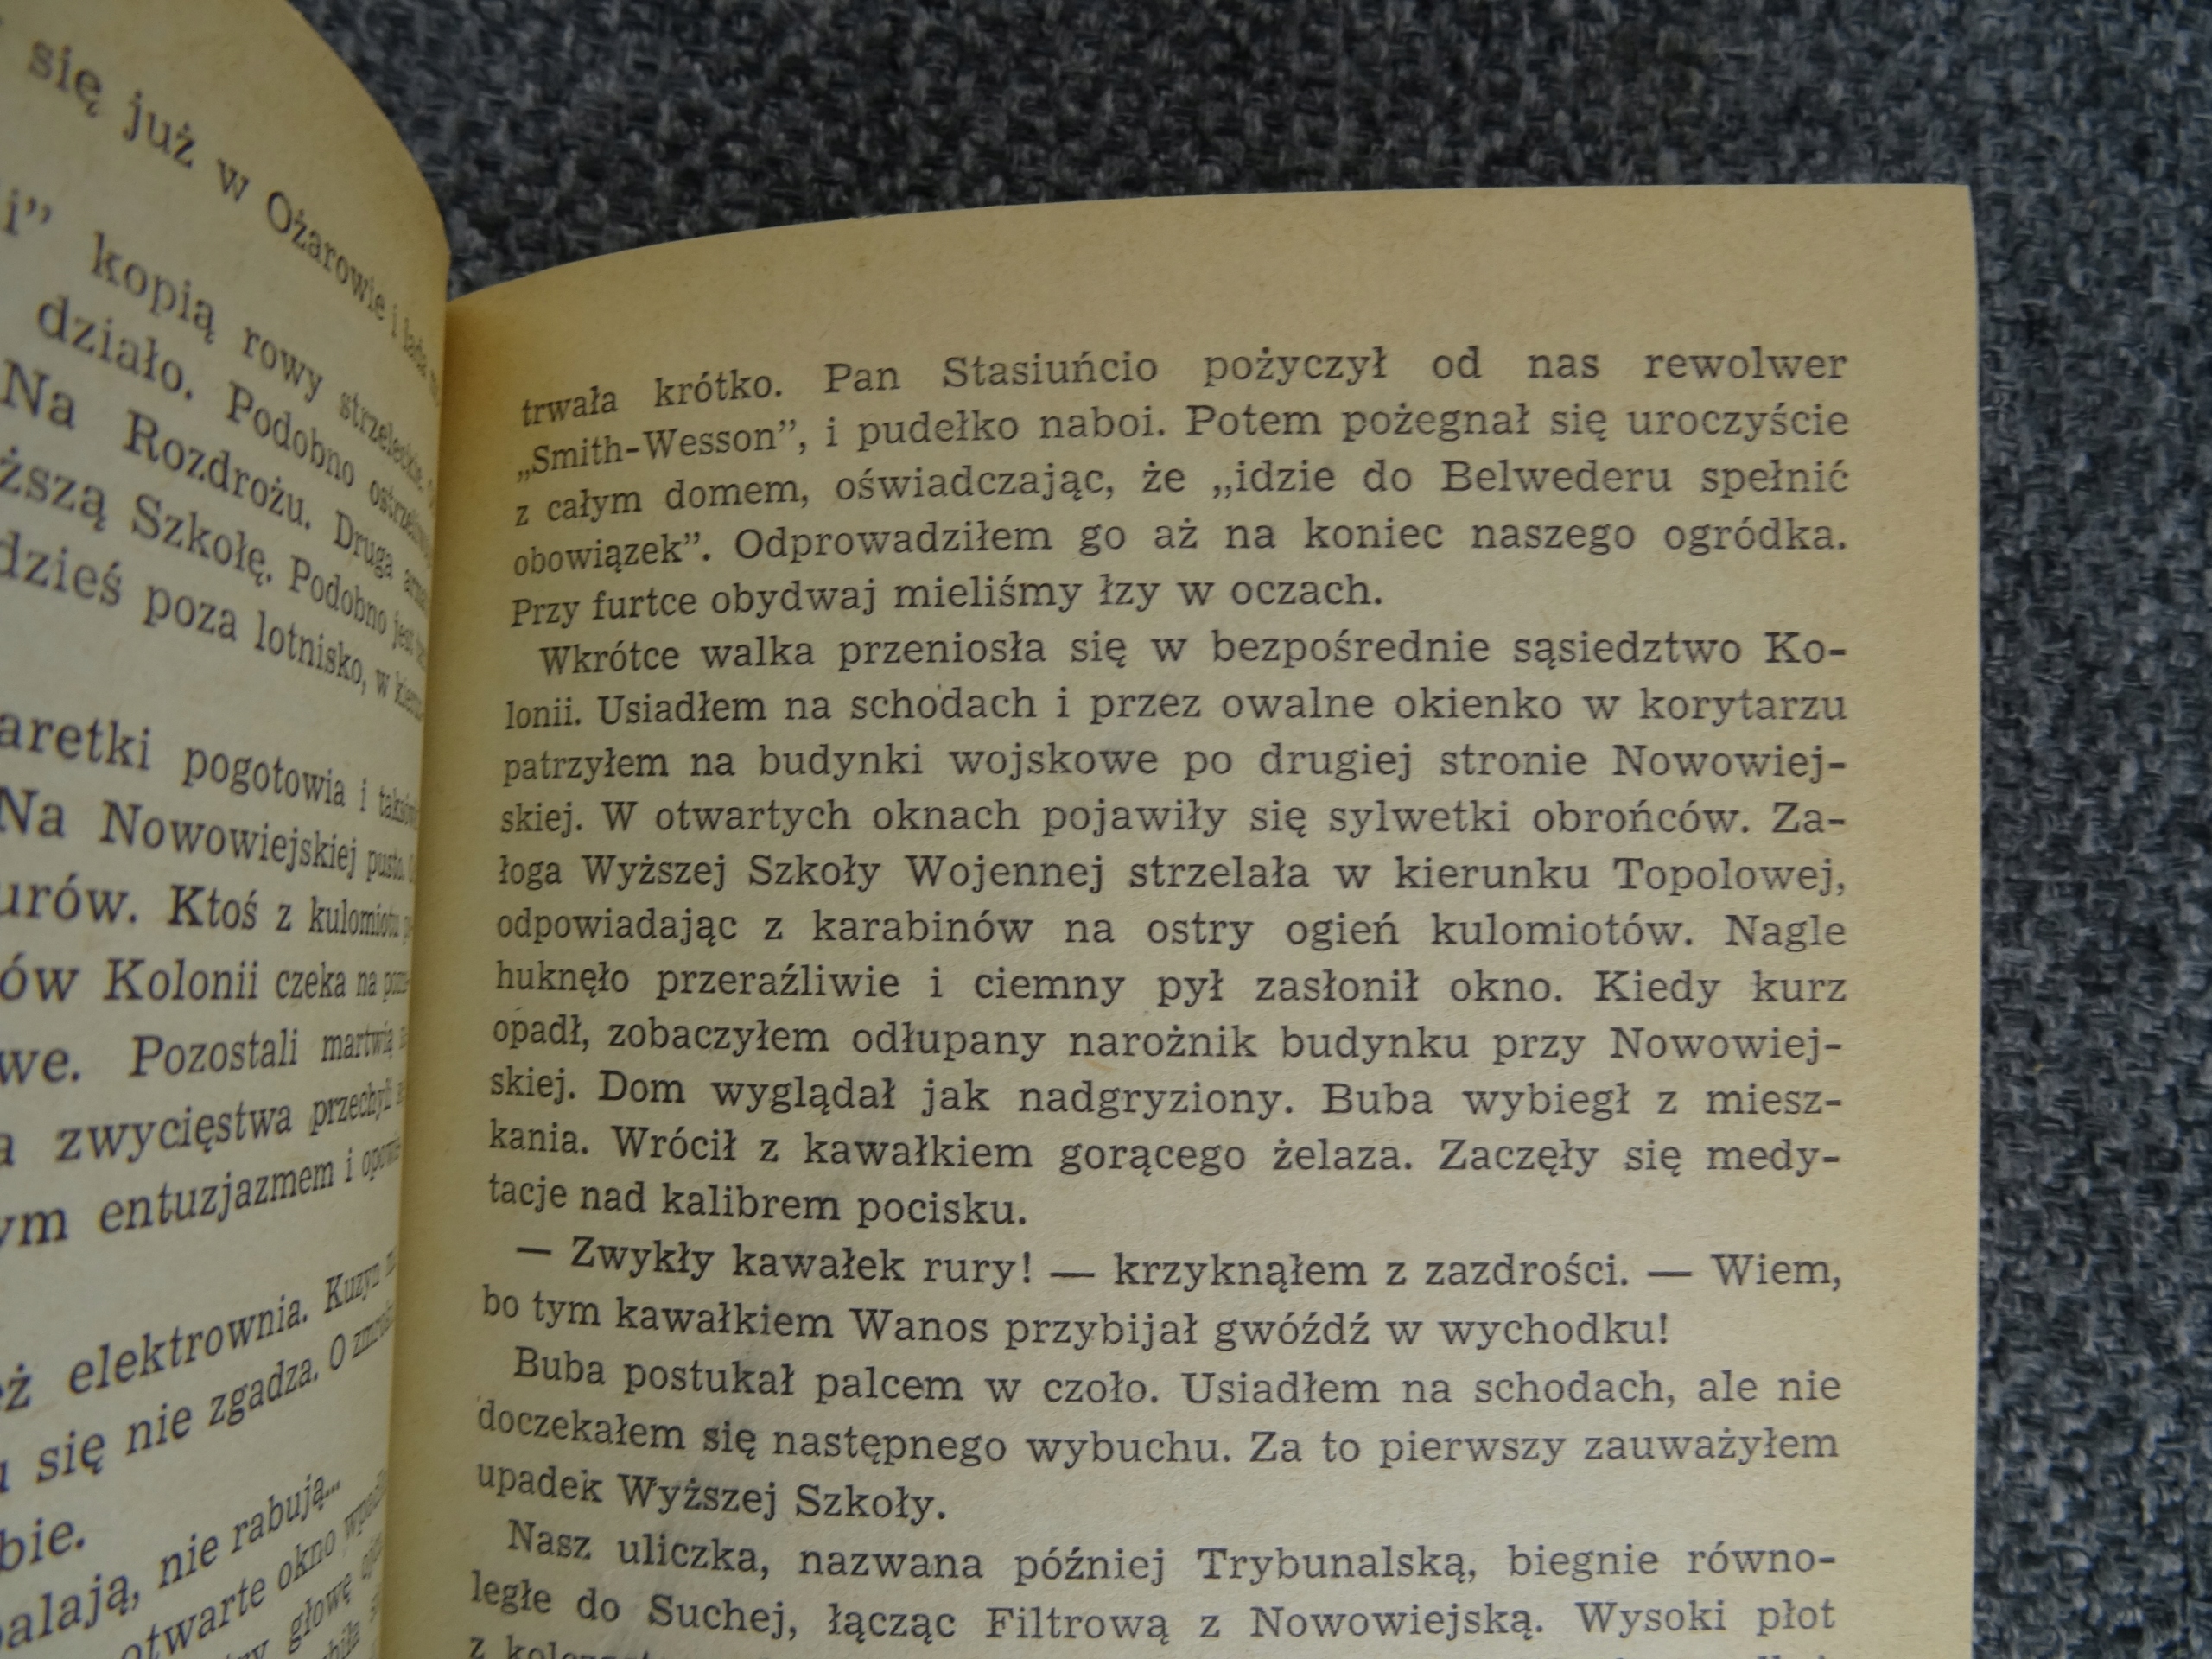 się już w Ożarowie i lada
i” kopią rowy strzeleckie.
działo. Podobno
Na Rozdrożu. Druga
ższą Szkołę. Podobno jest
dzieś poza lotnisko, w
aretki pogotowia i
Na Nowowiejskiej pusto.
urów. Ktoś z kulomiotu
ów Kolonii czeka na
we. Pozostali martwią
a zwycięstwa przechyli
ym entuzjazmem i
eż elektrownia. Kuzyn
u się nie zgadza. O
bie.
palają, nie rabują...
otwarte okno
głowę
trwała krótko. Pan Stasiuńcio pożyczył od nas rewolwer
„Smith-Wesson”, i pudełko naboi. Potem pożegnał się uroczyście
z całym domem, oświadczając, że „idzie do Belwederu spełnić
obowiązek”. Odprowadziłem go aż na koniec naszego ogródka.
Przy furtce obydwaj mieliśmy łzy w oczach.
Wkrótce walka przeniosła się w bezpośrednie sąsiedztwo Ko-
lonii. Usiadłem na schodach i przez owalne okienko w korytarzu
patrzyłem na budynki wojskowe po drugiej stronie Nowowiej-
skiej. W otwartych oknach pojawiły się sylwetki obrońców. Za-
łoga Wyższej Szkoły Wojennej strzelała w kierunku Topolowej,
odpowiadając z karabinów na ostry ogień kulomiotów. Nagle
huknęło przeraźliwie i ciemny pył zasłonił okno. Kiedy kurz
opadł, zobaczyłem odłupany narożnik budynku przy Nowowiej-
skiej. Dom wyglądał jak nadgryziony. Buba wybiegł z miesz-
kania. Wrócił z kawałkiem gorącego żelaza. Zaczęły się medy-
tacje nad kalibrem pocisku.
— Zwykły kawałek rury! — krzyknąłem z zazdrości. — Wiem,
bo tym kawałkiem Wanos przybijał gwóźdź w wychodku!
Buba postukał palcem w czoło. Usiadłem na schodach, ale nie
doczekałem się następnego wybuchu. Za to pierwszy zauważyłem
upadek Wyższej Szkoły.
Nasz uliczka, nazwana później Trybunalską, biegnie równo-
ległe do Suchej, łącząc Filtrową z Nowowiejską. Wysoki płot
z